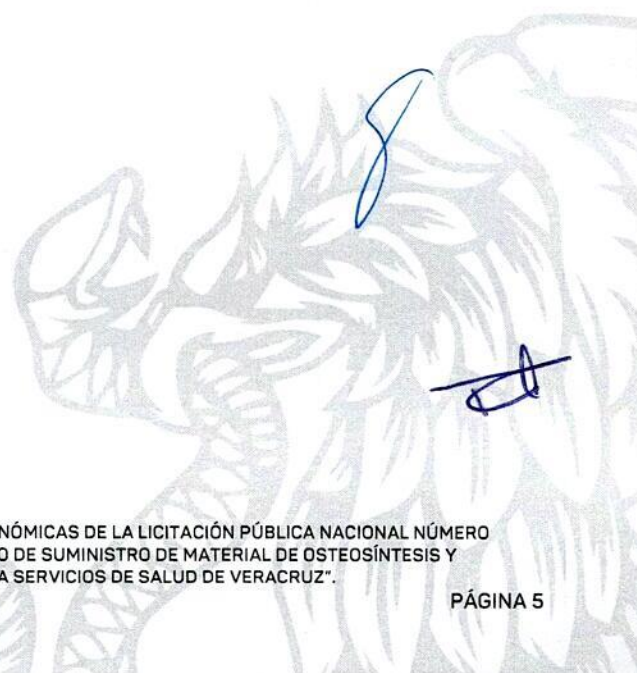 NÓMICAS DE LA LICITACIÓN PÚBLICA NACIONAL NÚMERO
O DE SUMINISTRO DE MATERIAL DE OSTEOSÍNTESIS Y
A SERVICIOS DE SALUD DE VERACRUZ”.
PÁGINA 5